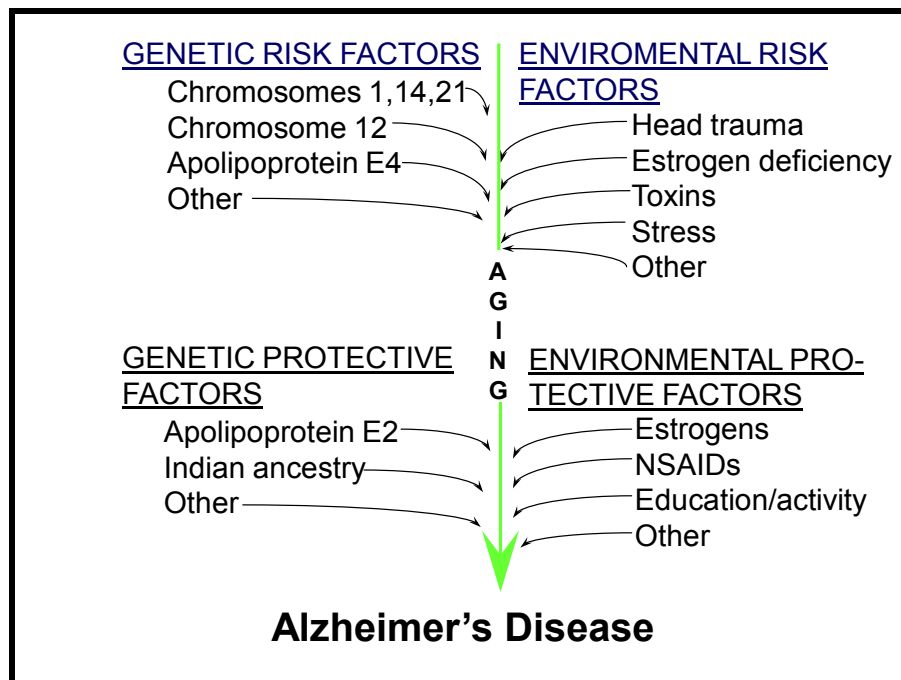 GENETIC RISK FACTORS
Chromosomes 1,14,21
Chromosome 12
Apolipoprotein E4
Other
ENVIROMENTAL RISK
FACTORS
Head trauma
Estrogen deficiency
Toxins
Stress
Other
A
G
I
N
G
GENETIC PROTECTIVE
FACTORS
Apolipoprotein E2
Indian ancestry
Other
ENVIRONMENTAL PRO-
TECTIVE FACTORS
Estrogens
NSAIDs
Education/activity
Other
Alzheimer’s Disease